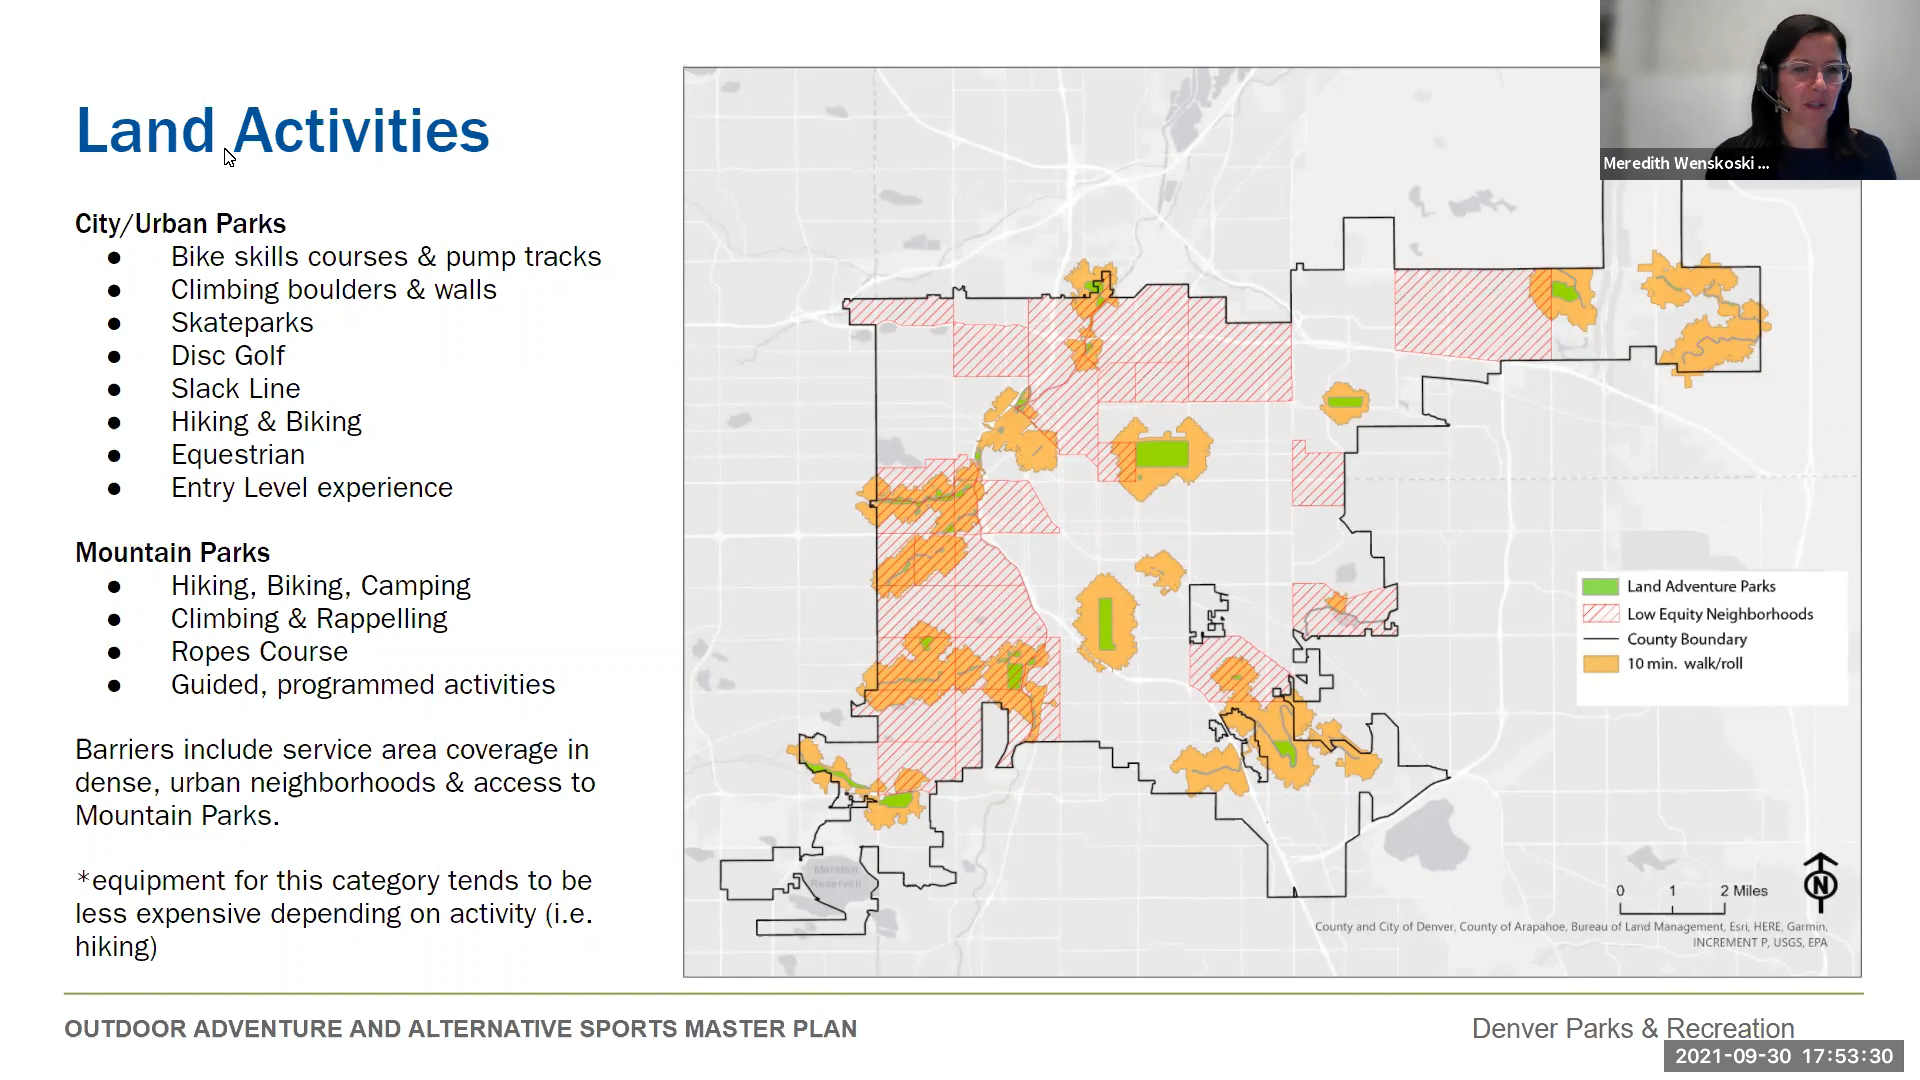 Land Activities
City/Urban Parks
● Bike skills courses & pump tracks
● Climbing boulders & walls
● Skateparks
● Disc Golf
● Slack Line
● Hiking & Biking
● Equestrian
● Entry Level experience
Mountain Parks
● Hiking, Biking, Camping
● Climbing & Rappelling
● Ropes Course
● Guided, programmed activities
Barriers include service area coverage in
dense, urban neighborhoods & access to
Mountain Parks.
*equipment for this category tends to be
less expensive depending on activity (i.e.
hiking)
Meredith Wenskoski ...
Land Adventure Parks
Low Equity Neighborhoods
County Boundary
10 min. walk/roll
Marston
Reservoir
N
0 1 2 Miles
County and City of Denver, County of Arapahoe, Bureau of Land Management, Esri, HERE, Garmin,
INCREMENT P, USGS, EPA
OUTDOOR ADVENTURE AND ALTERNATIVE SPORTS MASTER PLAN
Denver Parks & Recreation
2021-09-30 17:53:30